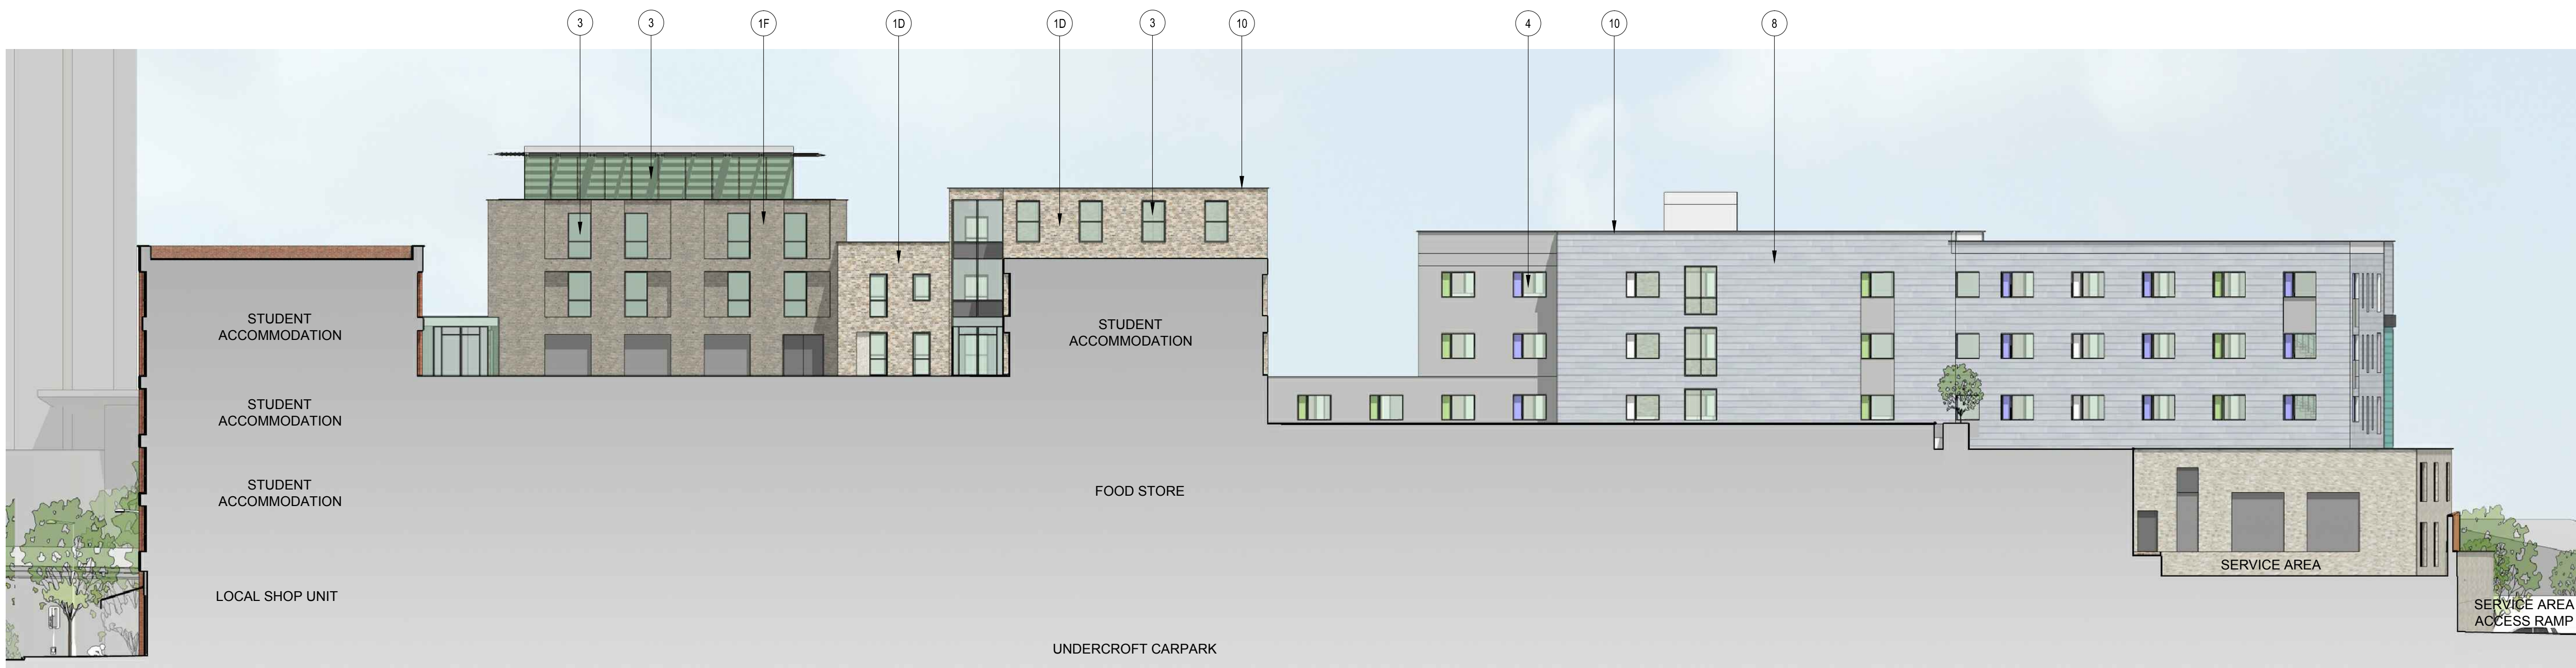 3
3
1F
1D
1D
3
10
4
10
8
STUDENT
ACCOMMODATION
STUDENT
ACCOMMODATION
STUDENT
ACCOMMODATION
STUDENT
ACCOMMODATION
FOOD STORE
SERVICE AREA
LOCAL SHOP UNIT
SERVICE AREA
ACCESS RAMP
UNDERCROFT CARPARK